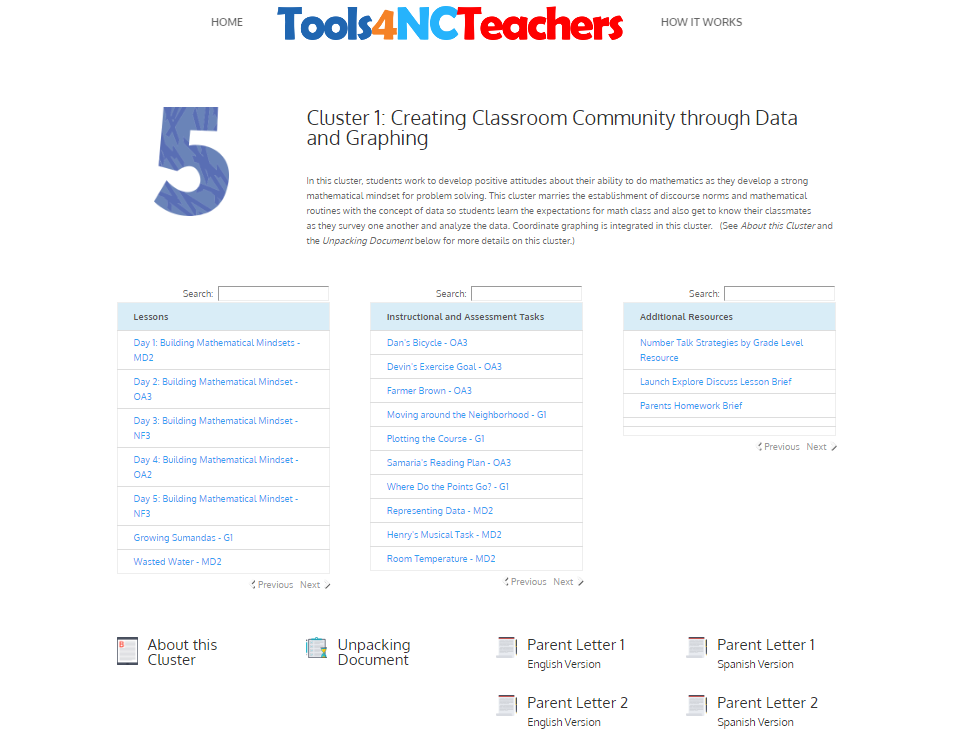 HOME
Tools4NCTeachers
HOW IT WORKS
5
Cluster 1: Creating Classroom Community through Data
and Graphing
In this cluster, students work to develop positive attitudes about their ability to do mathematics as they develop a strong
mathematical mindset for problem solving. This cluster marries the establishment of discourse norms and mathematical
routines with the concept of data so students learn the expectations for math class and also get to know their classmates
as they survey one another and analyze the data. Coordinate graphing is integrated in this cluster. (See About this Cluster and
the Unpacking Document below for more details on this cluster.)
Search:
Lessons
Day 1: Building Mathematical Mindsets -
MD2
Day 2: Building Mathematical Mindset -
OA3
Day 3: Building Mathematical Mindset -
NF3
Day 4: Building Mathematical Mindset -
OA2
Day 5: Building Mathematical Mindset -
NF3
Growing Sumandas - G1
Wasted Water - MD2
Previous Next
Search:
Instructional and Assessment Tasks
Dan's Bicycle - OA3
Devin's Exercise Goal - OA3
Farmer Brown - OA3
Moving around the Neighborhood - G1
Plotting the Course - G1
Samaria's Reading Plan - OA3
Where Do the Points Go? - G1
Representing Data - MD2
Henry's Musical Task - MD2
Room Temperature - MD2
Previous Next
Search:
Additional Resources
Number Talk Strategies by Grade Level
Resource
Launch Explore Discuss Lesson Brief
Parents Homework Brief
Previous Next
About this
Cluster
Unpacking
Document
Parent Letter 1
English Version
Parent Letter 1
Spanish Version
Parent Letter 2
English Version
Parent Letter 2
Spanish Version